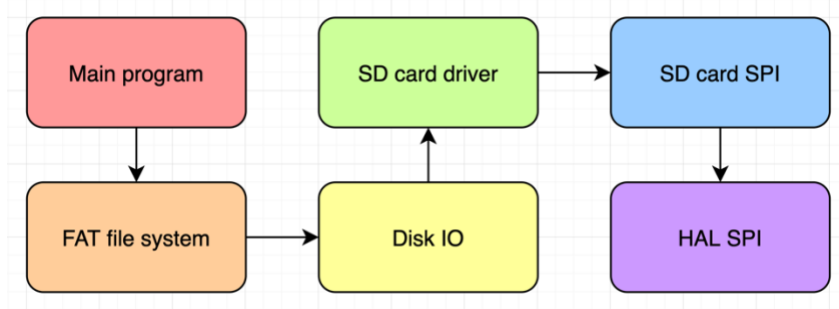 Main program
SD card driver
SD card SPI
FAT file system
Disk IO
HAL SPI